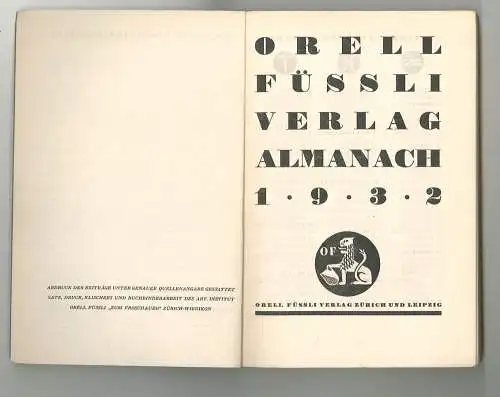 ABDRUCK DER BEITRÄGE UNTER GENAUER QUELLENANGABE GESTATTET
SATZ, DRUCK, KLISCHEES UND BUCHBINDERARBEIT DES ART. INSTITUT
ORELL FÜSSLI „ZUM FROSCHAUER" ZÜRICH-WIEDIKON
ORELL
FÜSSLI
VERLAG
ALMANACH
1·9·3·2
OF
ORELL FÜSSLI VERLAG ZÜRICH UND LEIPZIG